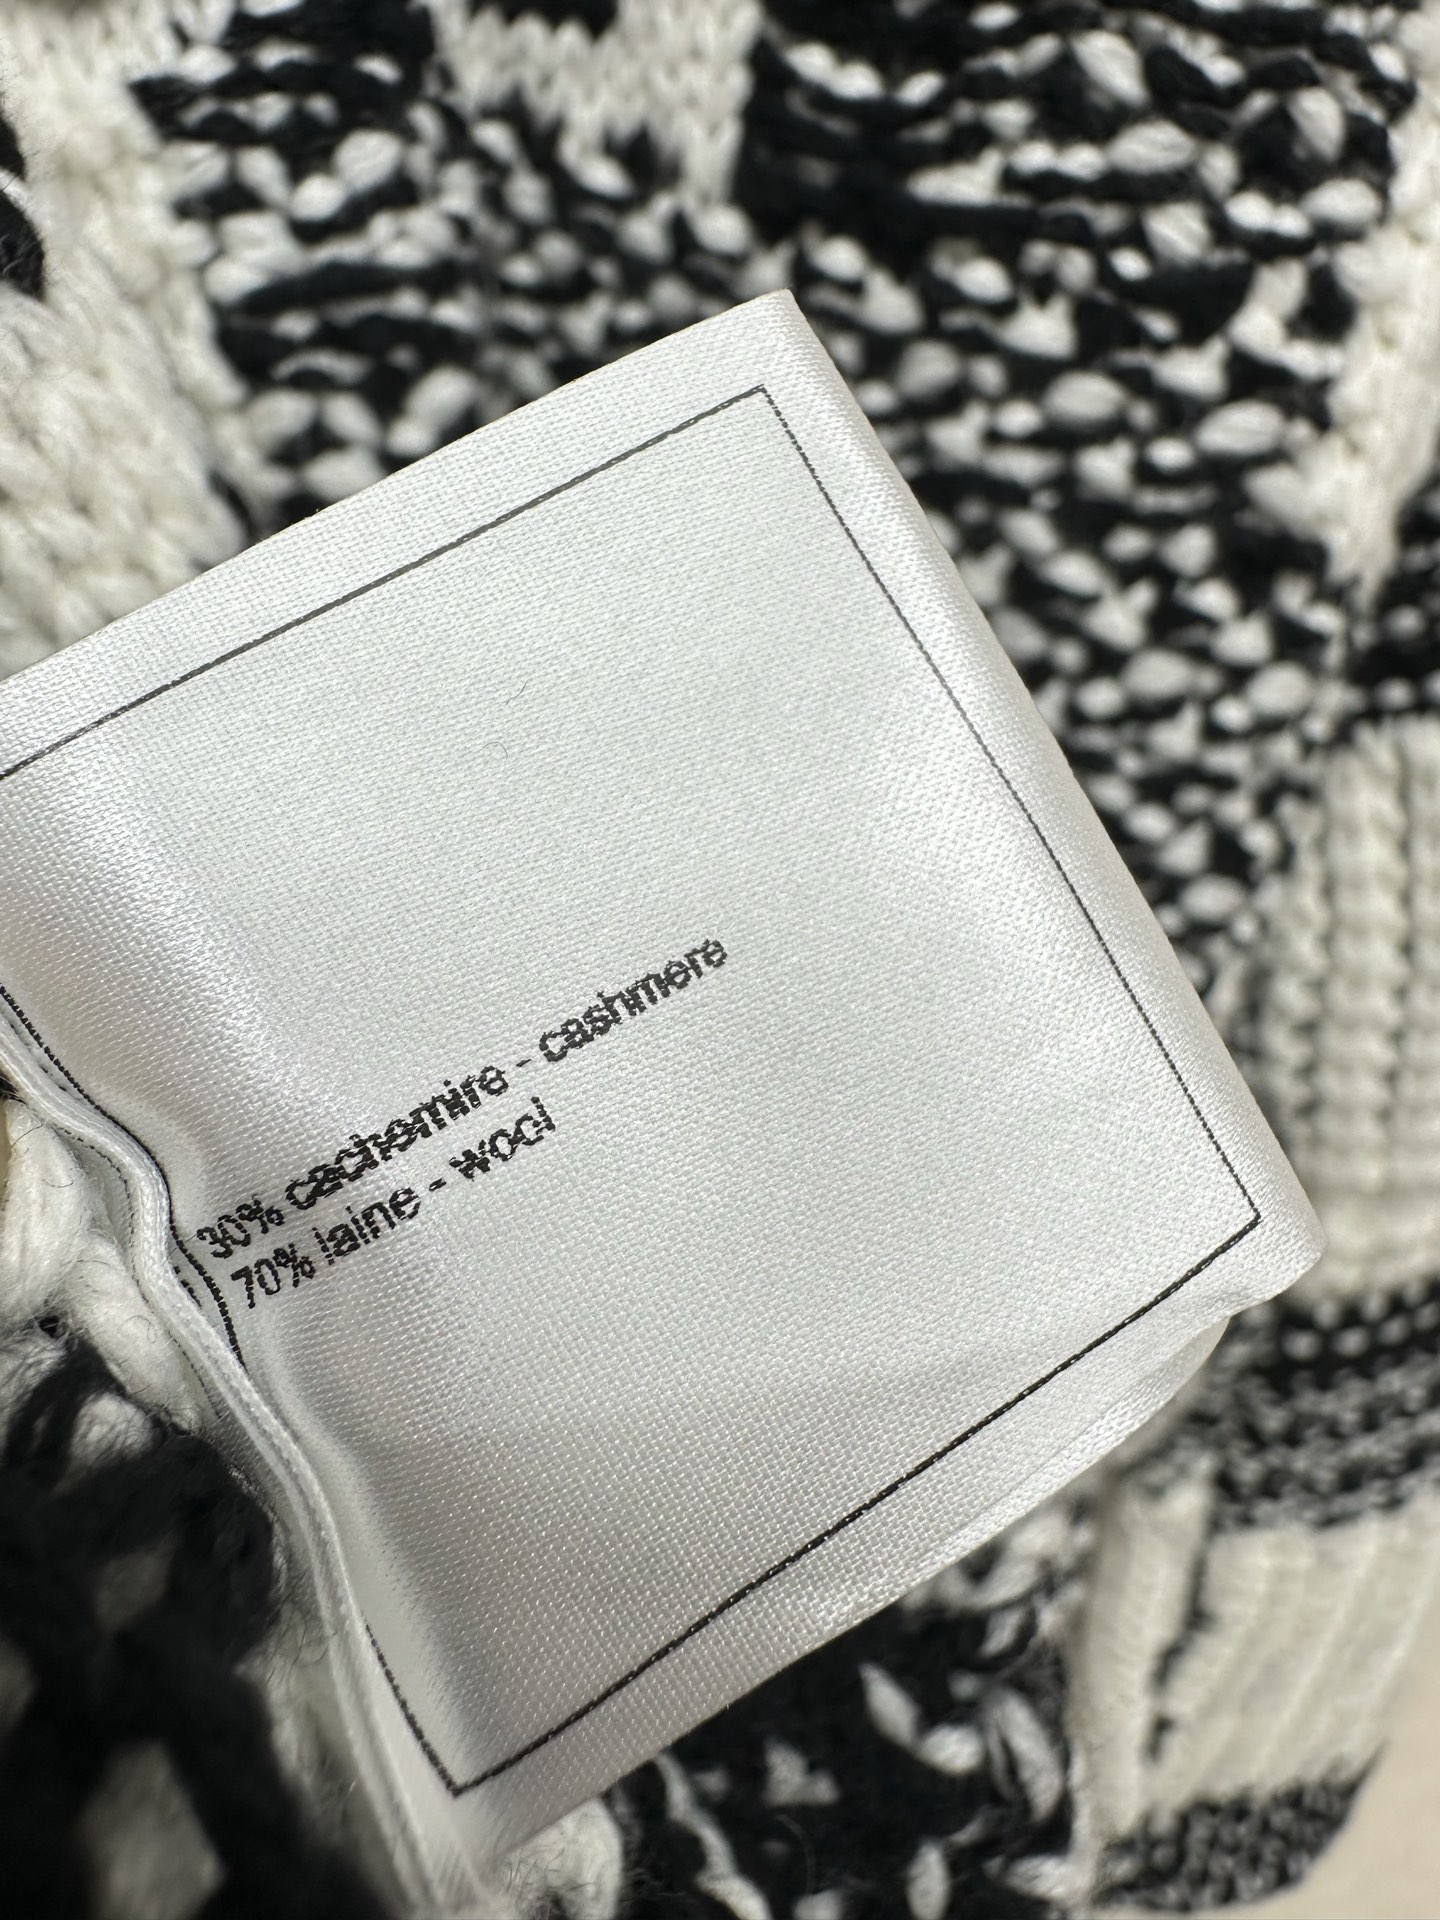 30% cachemire - cashmere
70% laine - wool